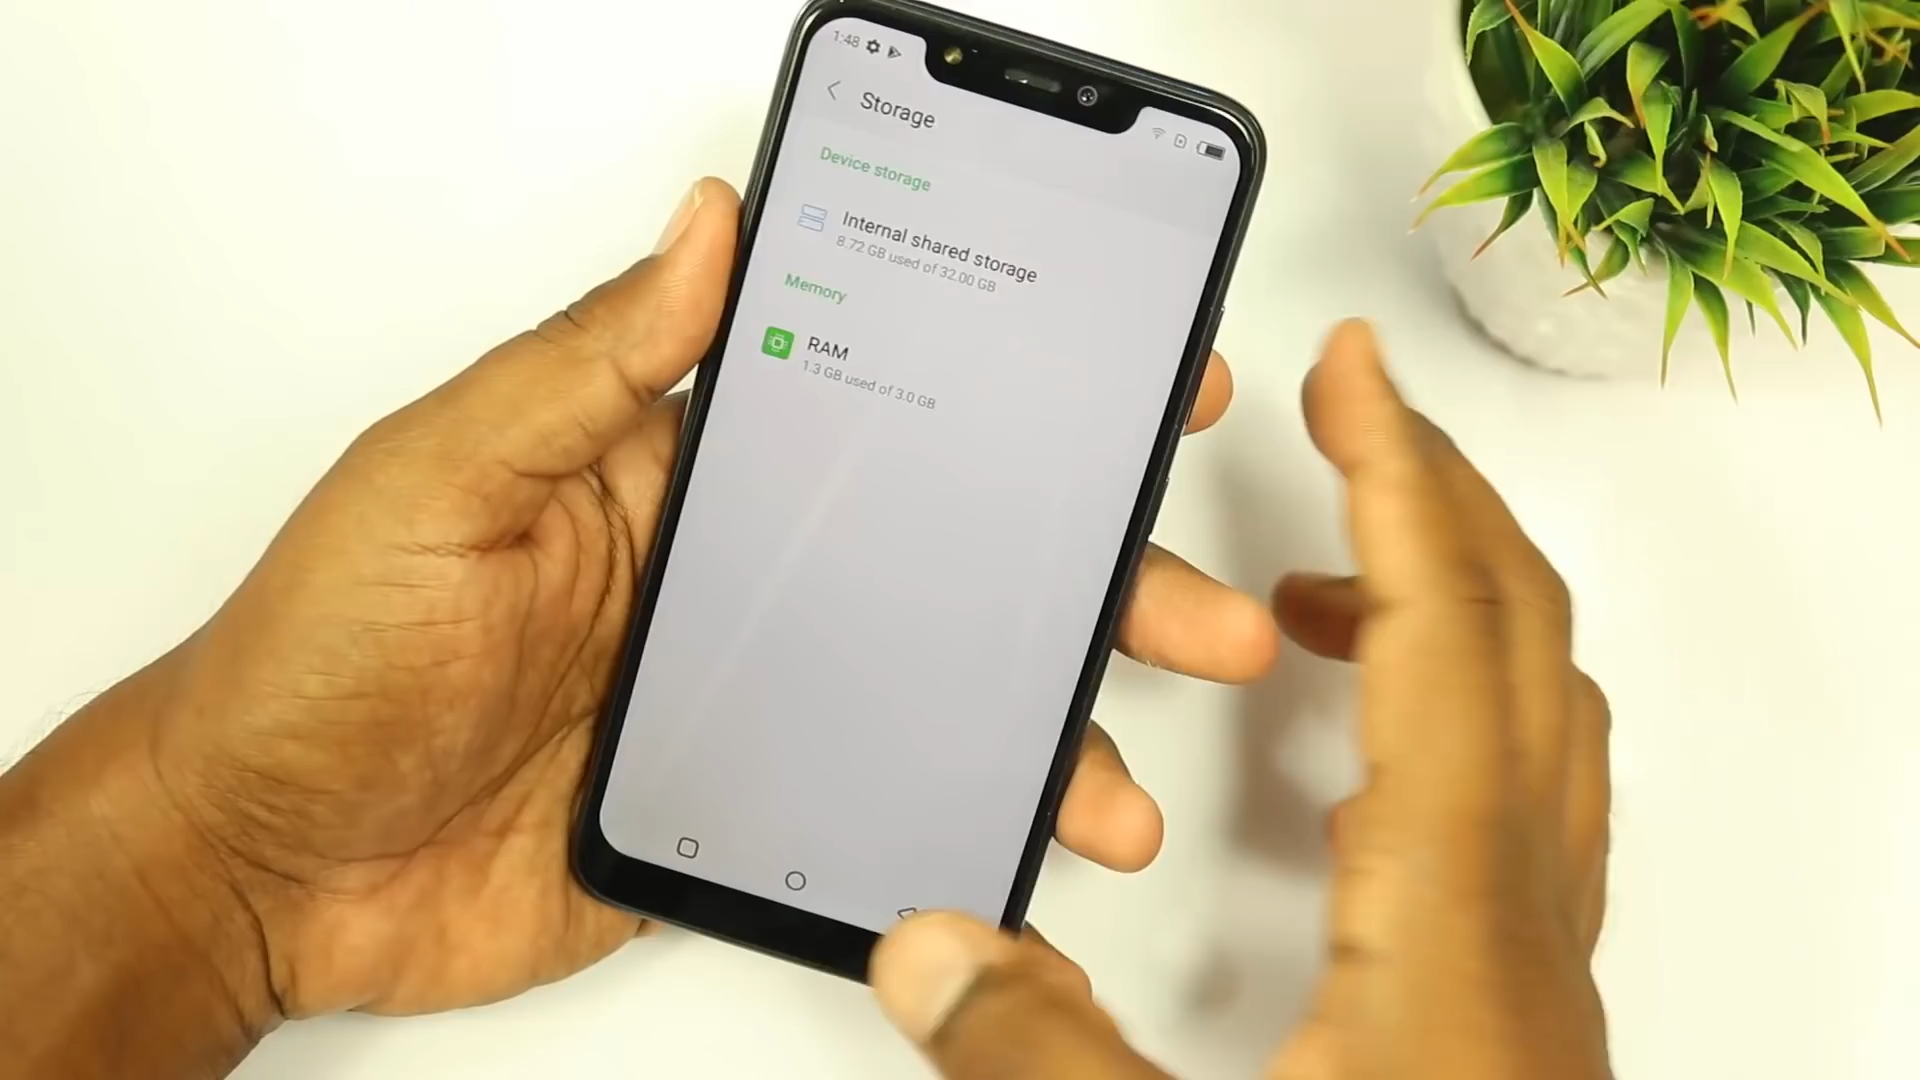 1:48
Storage
Device storage
Internal shared storage
8.72 GB used of 32.00 GB
Memory
RAM
1.3 GB used of 3.0 GB